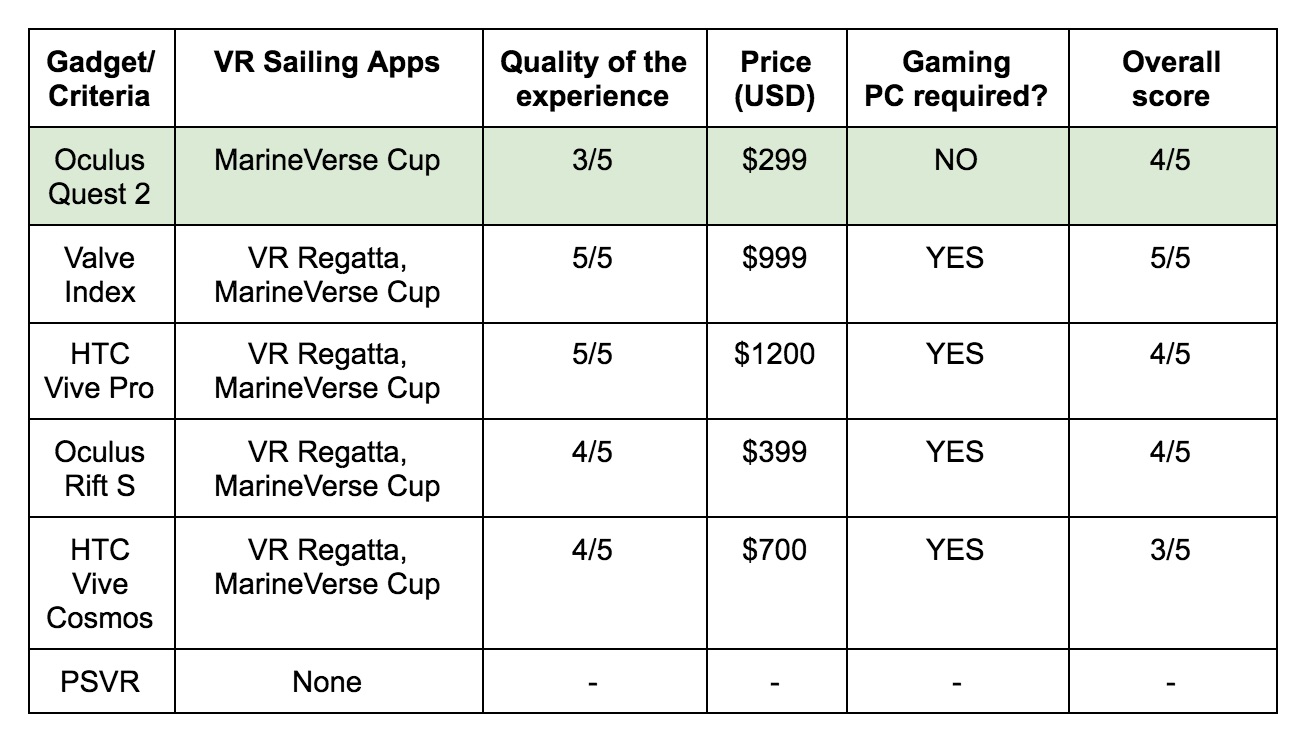 Gadget/ Criteria VR Sailing Apps Quality of the experience Price (USD) Gaming PC required? Overall score
Oculus Quest 2 MarineVerse Cup 3/5 $299 NO 4/5
Valve Index VR Regatta, MarineVerse Cup 5/5 $999 YES 5/5
HTC Vive Pro VR Regatta, MarineVerse Cup 5/5 $1200 YES 4/5
Oculus Rift S VR Regatta, MarineVerse Cup 4/5 $399 YES 4/5
HTC Vive Cosmos VR Regatta, MarineVerse Cup 4/5 $700 YES 3/5
PSVR None - - - -